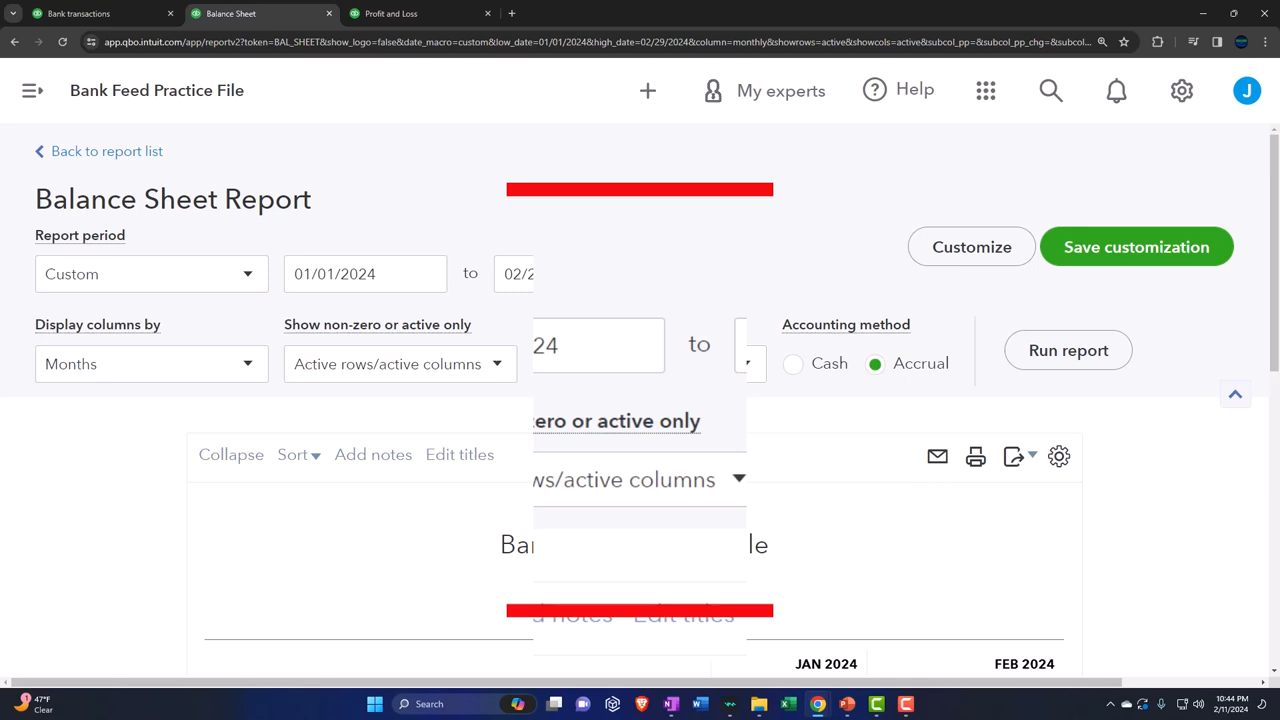 Bank transactions
Balance Sheet
Profit and Loss
app.qbo.intuit.com/app/reportv2?token=BAL_SHEET&show_logo=false&date_macro=custom&low_date=01/01/2024&high_date=02/29/2024&column=monthly&showrows=active&showcols=active&subcol_pp=&subcol_pp_chg=&subcol...
Bank Feed Practice File
My experts
Help
J
Back to report list
Balance Sheet Report
Report period
Customize
Save customization
Custom
01/01/2024
to
02/2
Display columns by
Show non-zero or active only
24
to
Accounting method
Months
Active rows/active columns
Cash
Accrual
Run report
ero or active only
ws/active columns
Collapse
Sort
Add notes
Edit titles
Ba
le
d notes
Edit titles
JAN 2024
FEB 2024
1
47°F
Clear
Search
10:44 PM
2/11/2024